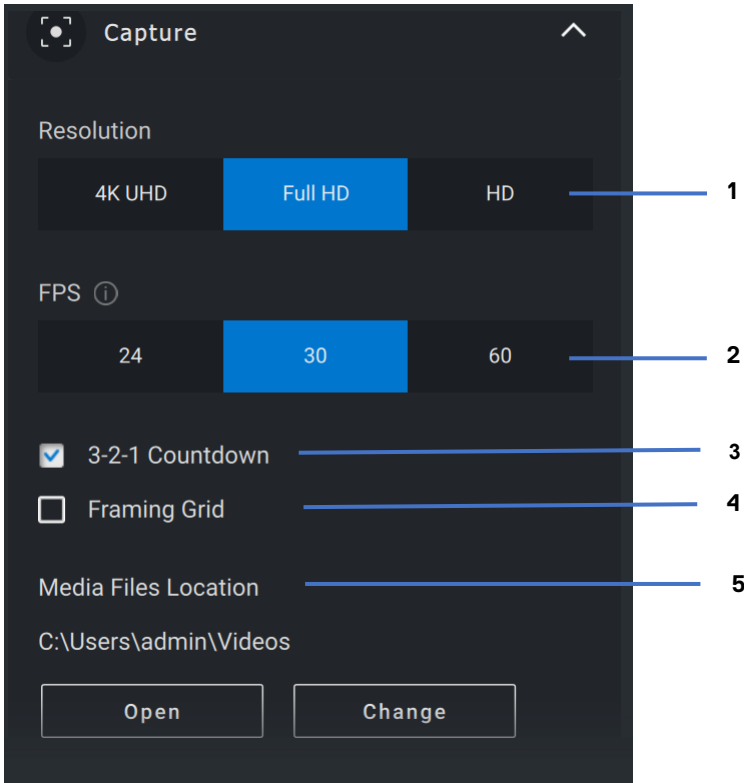 Capture
Resolution
4K UHD Full HD HD 1
FPS
24 30 60 2
3-2-1 Countdown 3
Framing Grid 4
Media Files Location 5
C:\Users\admin\Videos
Open Change